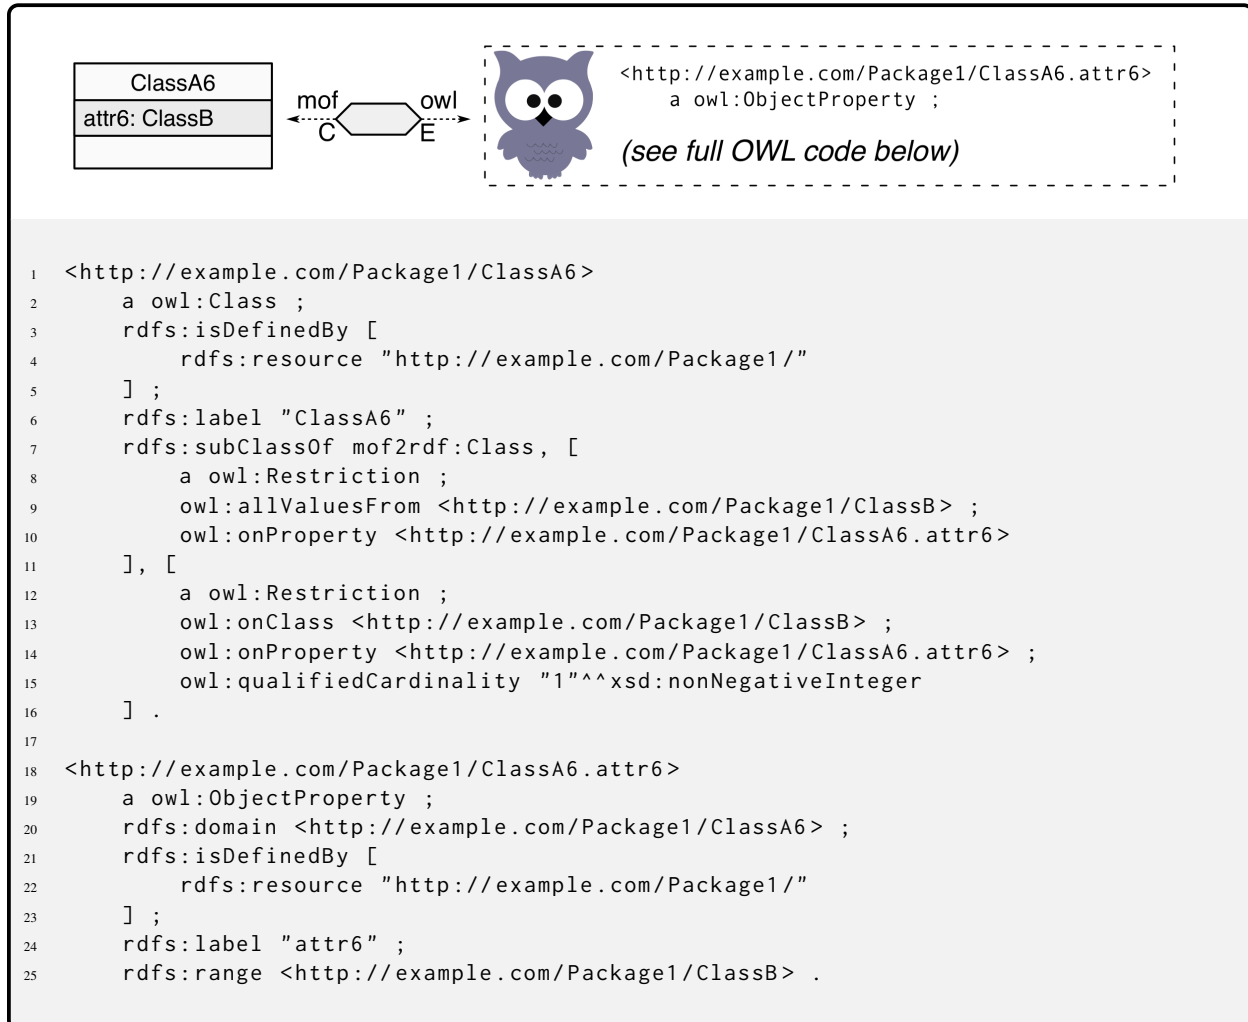 ClassA6
attr6: ClassB
mof
owl
C
E
<http://example.com/Package1/ClassA6.attr6>
    a owl:ObjectProperty ;
(see full OWL code below)
1 <http://example.com/Package1/ClassA6>
2     a owl:Class ;
3     rdfs:isDefinedBy [
4         rdfs:resource "http://example.com/Package1/"
5     ] ;
6     rdfs:label "ClassA6" ;
7     rdfs:subClassOf mof2rdf:Class, [
8         a owl:Restriction ;
9         owl:allValuesFrom <http://example.com/Package1/ClassB> ;
10         owl:onProperty <http://example.com/Package1/ClassA6.attr6>
11     ], [
12         a owl:Restriction ;
13         owl:onClass <http://example.com/Package1/ClassB> ;
14         owl:onProperty <http://example.com/Package1/ClassA6.attr6> ;
15         owl:qualifiedCardinality "1"^^xsd:nonNegativeInteger
16     ] .
17
18 <http://example.com/Package1/ClassA6.attr6>
19     a owl:ObjectProperty ;
20     rdfs:domain <http://example.com/Package1/ClassA6> ;
21     rdfs:isDefinedBy [
22         rdfs:resource "http://example.com/Package1/"
23     ] ;
24     rdfs:label "attr6" ;
25     rdfs:range <http://example.com/Package1/ClassB> .